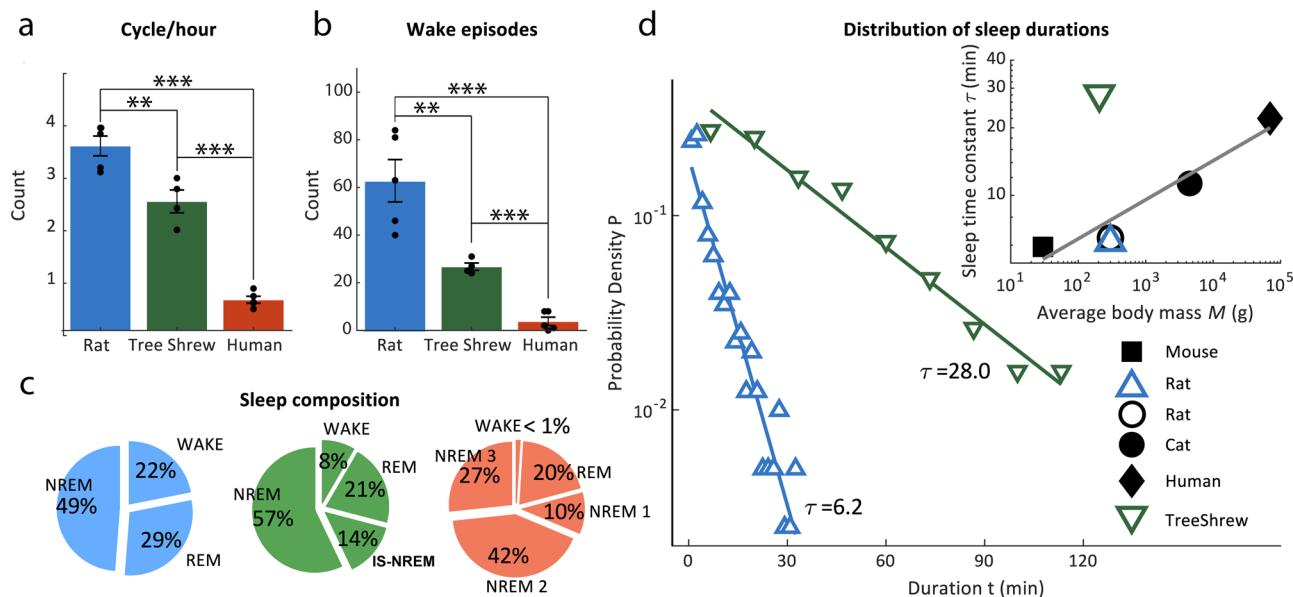 a
Cycle/hour
Count
4
3
2
1
***
**
***
Rat
Tree Shrew
Human
b
Wake episodes
Count
100
80
60
40
20
0
***
**
***
Rat
Tree Shrew
Human
c
Sleep composition
WAKE
22%
NREM
49%
29%
REM
WAKE
8%
REM
21%
NREM
57%
14%
IS-NREM
WAKE < 1%
NREM 3
27%
20% REM
10% NREM 1
42%
NREM 2
d
Distribution of sleep durations
Probability Density P
10-1
10-2
τ =28.0
τ =6.2
0
30
60
90
120
Duration t (min)
Sleep time constant τ (min)
40
30
20
10
10^1
10^2
10^3
10^4
10^5
Average body mass M (g)
Mouse
Rat
Rat
Cat
Human
TreeShrew